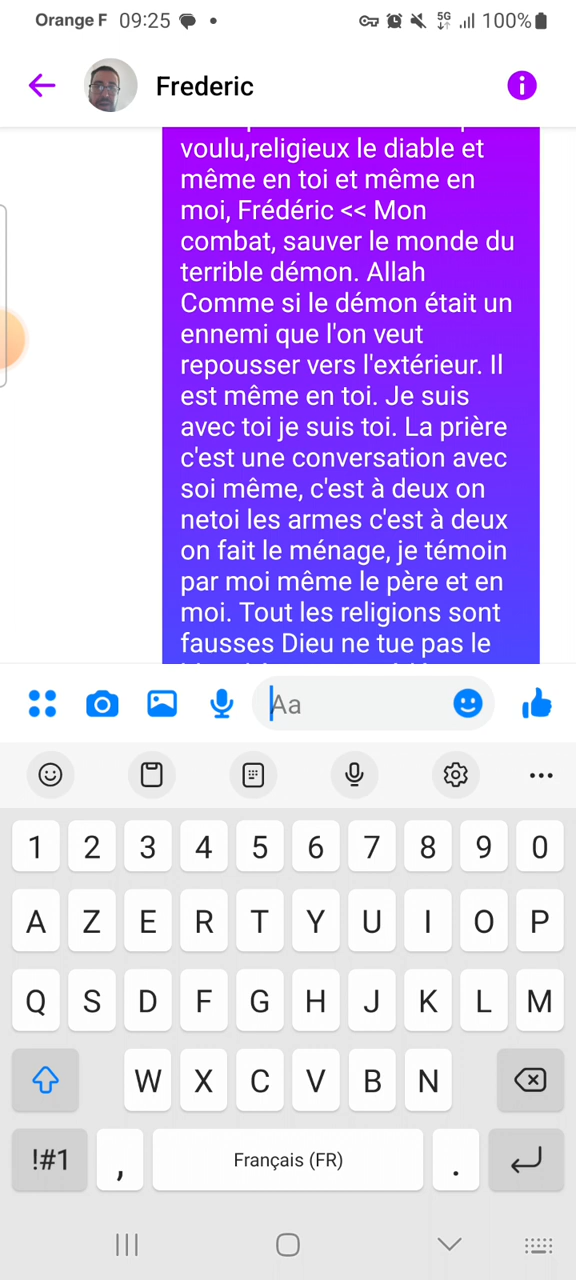 Orange F 09:25 5G 100%
Frederic
voulu,religieux le diable et
même en toi et même en
moi, Frédéric << Mon
combat, sauver le monde du
terrible démon. Allah
Comme si le démon était un
ennemi que l'on veut
repousser vers l'extérieur. Il
est même en toi. Je suis
avec toi je suis toi. La prière
c'est une conversation avec
soi même, c'est à deux on
netoi les armes c'est à deux
on fait le ménage, je témoin
par moi même le père et en
moi. Tout les religions sont
fausses Dieu ne tue pas le
Aa
1 2 3 4 5 6 7 8 9 0
A Z E R T Y U I O P
Q S D F G H J K L M
W X C V B N
!#1 , Français (FR) .